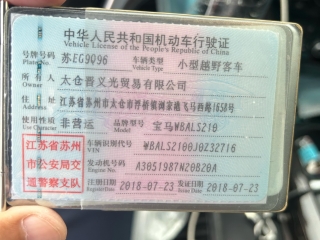 中华人民共和国机动车行驶证
Vehicle License of the People's Republic of China
号牌号码 苏EG9Q96 车辆类型 小型越野客车
Plate No. Vehicle Type
所有人 太仓晋义光贸易有限公司
Owner
住址 江苏省苏州市太仓市浮桥镇浏家港飞马西路165号
Address
使用性质 非营运 品牌型号 宝马WBALS210
Use Character Model
江苏省苏州
市公安局交
通警察支队
车辆识别代号 WBALS2100J0Z32716
VIN
发动机号码 A3051987N20B20A
Engine No.
注册日期 2018-07-23 发证日期 2018-07-23
Register Date Issue Date